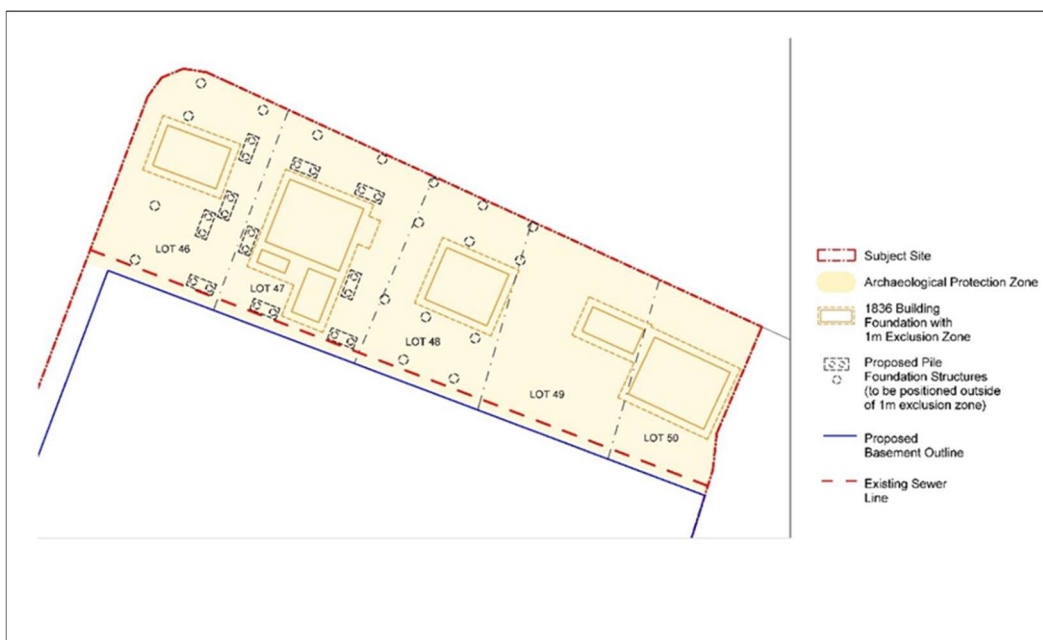 LOT 46
LOT 47
LOT 48
LOT 49
LOT 50
Subject Site
Archaeological Protection Zone
1836 Building
Foundation with
1m Exclusion Zone
Proposed Pile
Foundation Structures
(to be positioned outside
of 1m exclusion zone)
Proposed
Basement Outline
Existing Sewer
Line